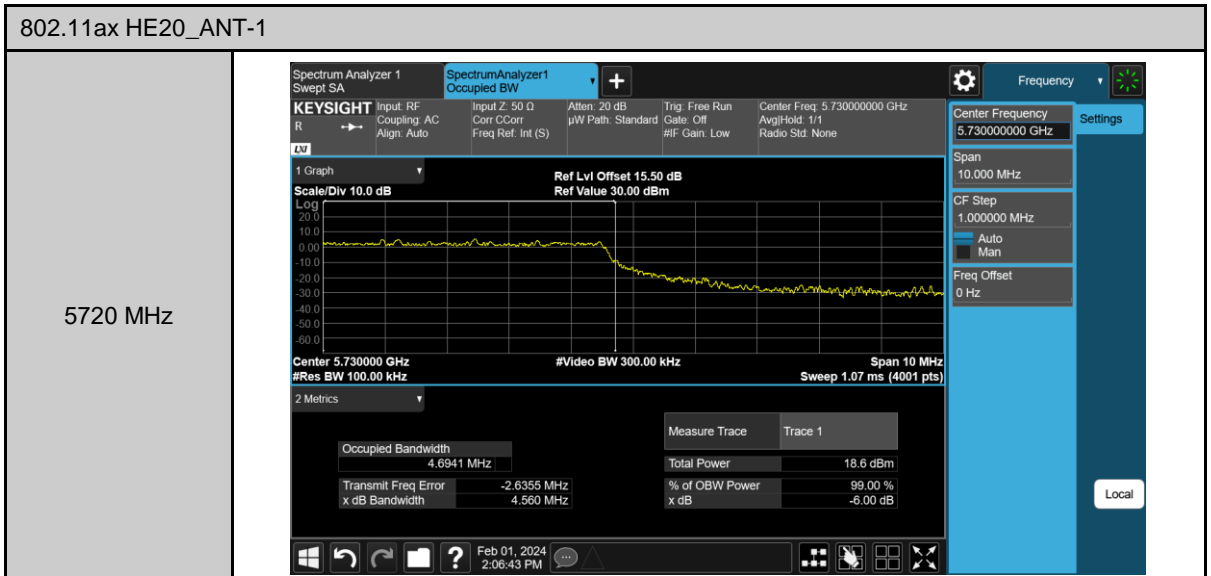 802.11ax HE20_ANT-1
5720 MHz
Spectrum Analyzer 1
Swept SA
SpectrumAnalyzer1
Occupied BW
Frequency
KEYSIGHT
R
LXI
Input: RF
Coupling: AC
Align: Auto
Input Z: 50 Ω
Corr CCorr
Freq Ref: Int (S)
Atten: 20 dB
µW Path: Standard
Trig: Free Run
Gate: Off
#IF Gain: Low
Center Freq: 5.730000000 GHz
Avg|Hold: 1/1
Radio Std: None
Center Frequency
5.730000000 GHz
Settings
Span
10.000 MHz
CF Step
1.000000 MHz
Auto
Man
Freq Offset
0 Hz
Local
1 Graph
Scale/Div 10.0 dB
Ref Lvl Offset 15.50 dB
Ref Value 30.00 dBm
Log
20.0
10.0
0.00
-10.0
-20.0
-30.0
-40.0
-50.0
-60.0
Center 5.730000 GHz
#Video BW 300.00 kHz
Span 10 MHz
#Res BW 100.00 kHz
Sweep 1.07 ms (4001 pts)
2 Metrics
Measure Trace
Trace 1
Occupied Bandwidth
4.6941 MHz
Total Power
18.6 dBm
Transmit Freq Error
-2.6355 MHz
% of OBW Power
99.00 %
x dB Bandwidth
4.560 MHz
x dB
-6.00 dB
?
Feb 01, 2024
2:06:43 PM